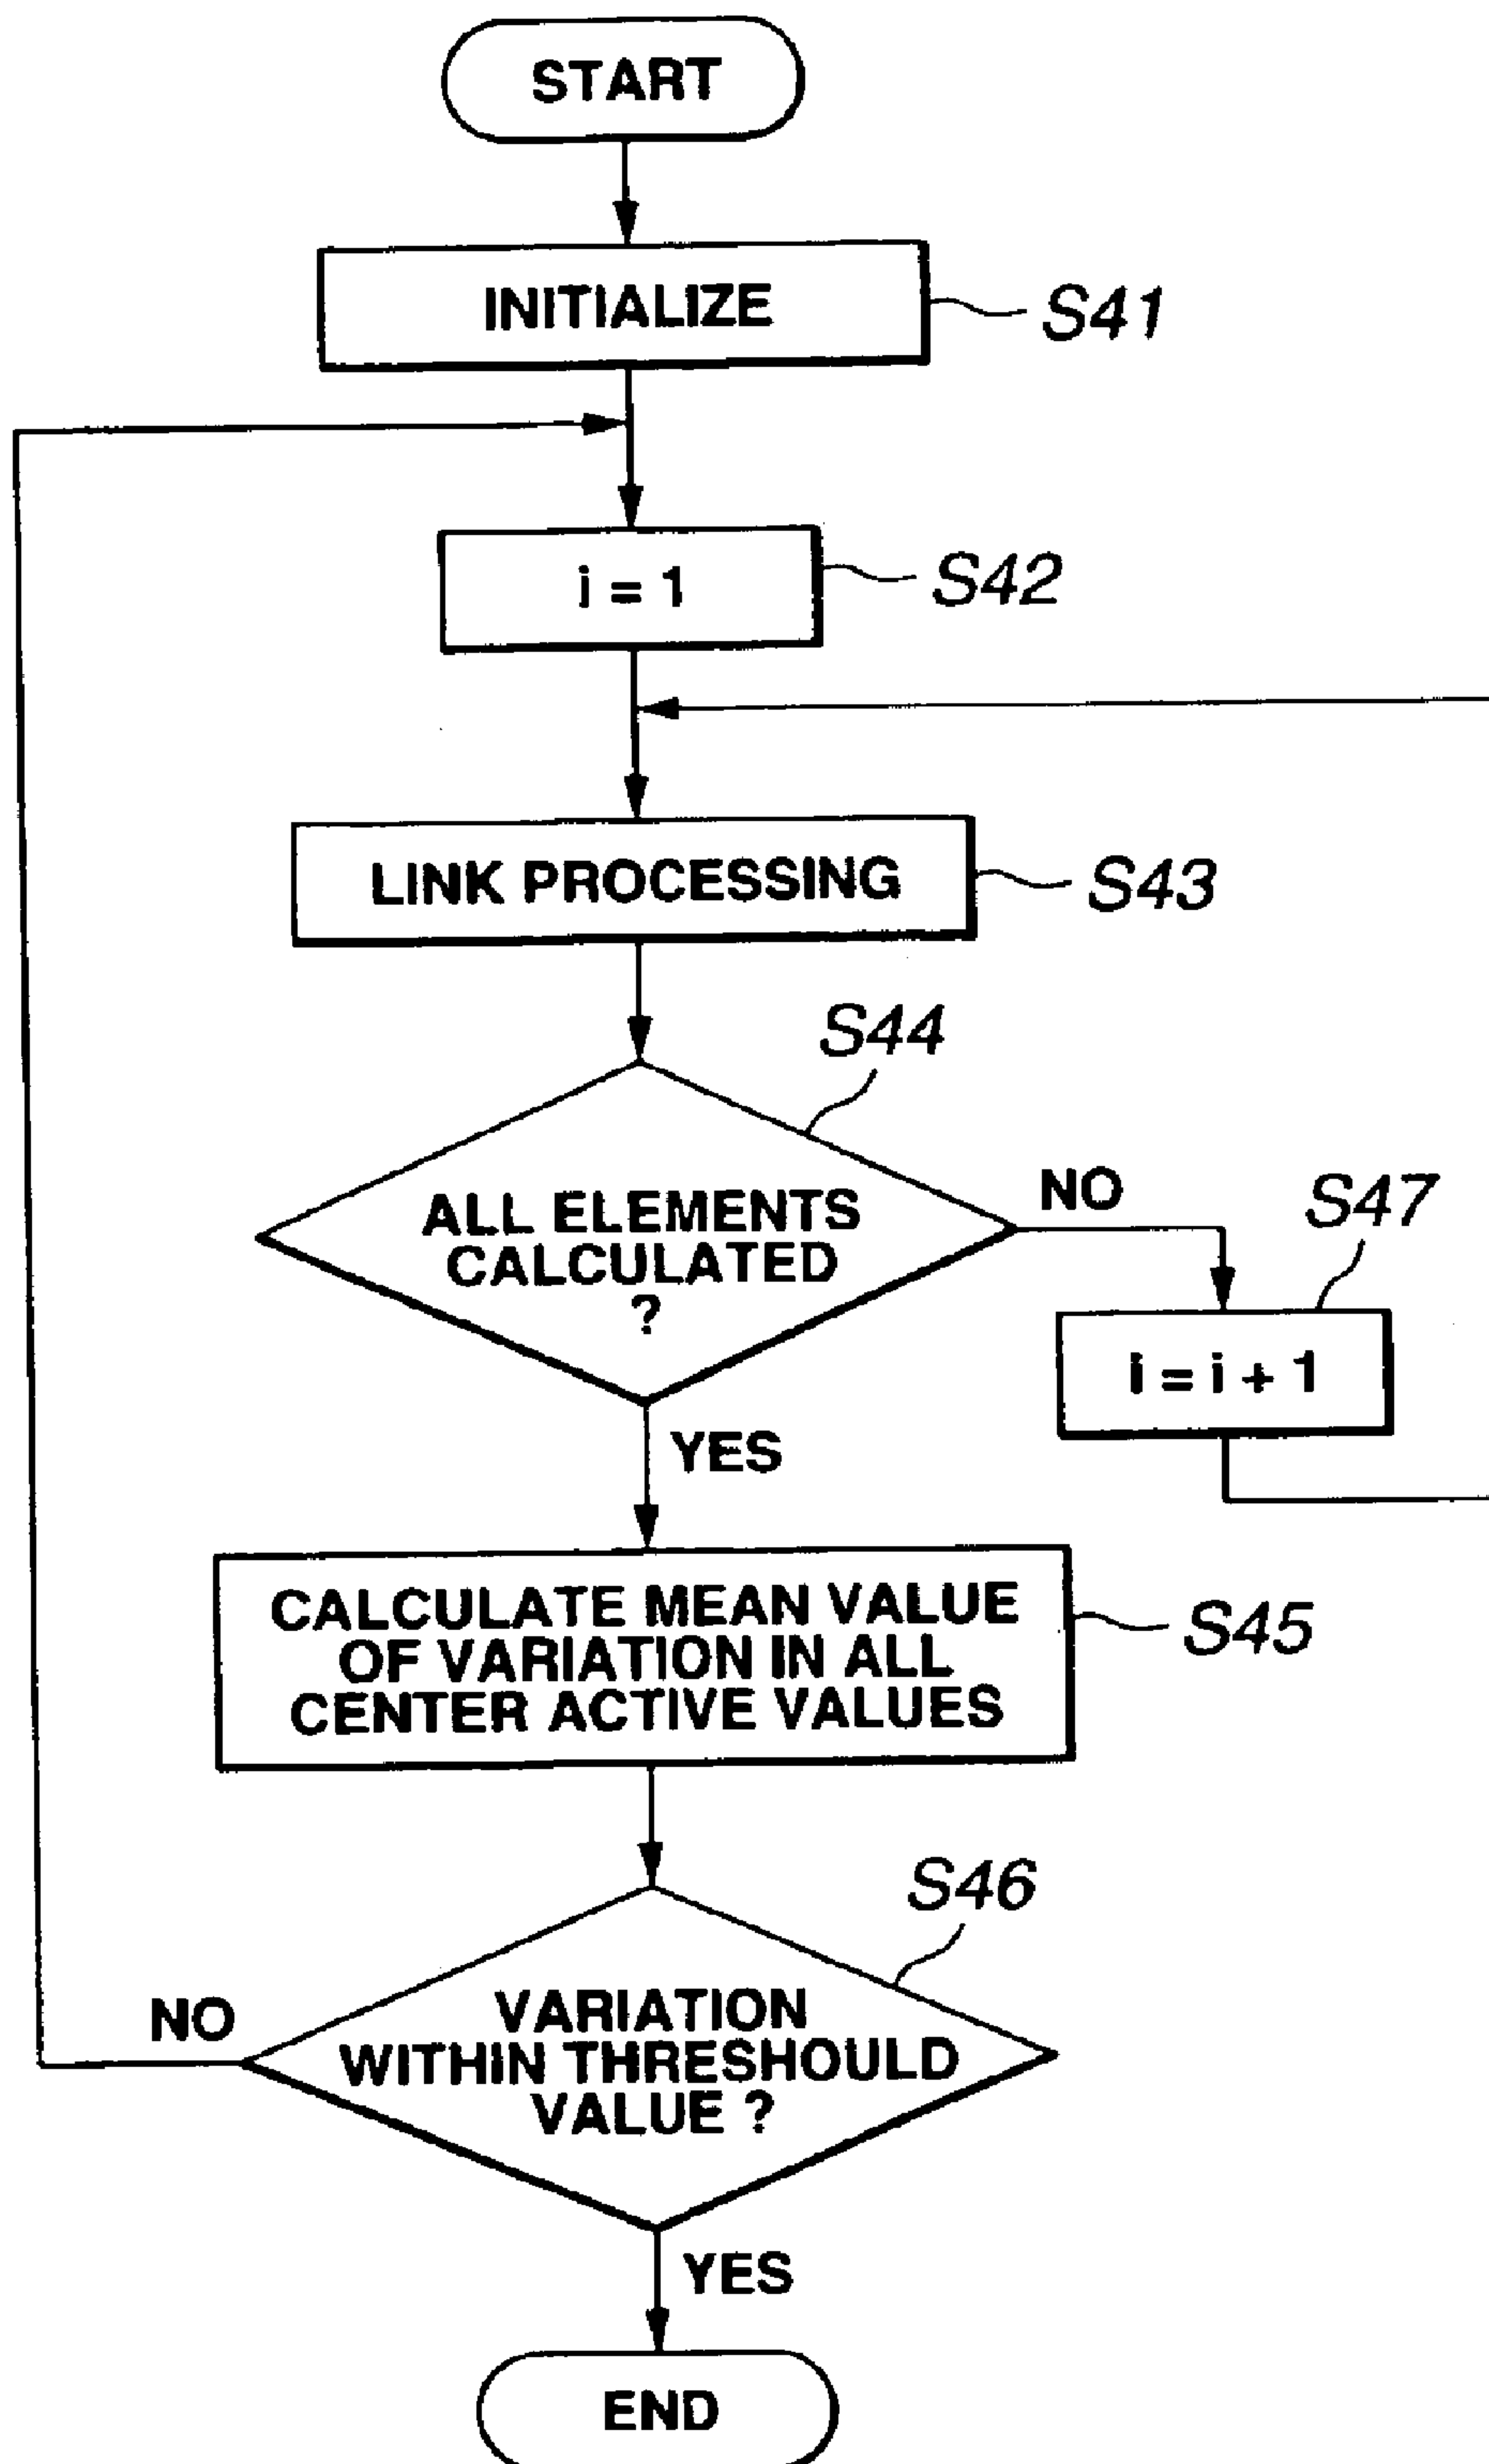 START
INITIALIZE
S41
i = 1
S42
LINK PROCESSING
S43
S44
ALL ELEMENTS
CALCULATED
?
NO
S47
i = i + 1
YES
CALCULATE MEAN VALUE
OF VARIATION IN ALL
CENTER ACTIVE VALUES
S45
S46
NO
VARIATION
WITHIN THRESHOULD
VALUE ?
YES
END